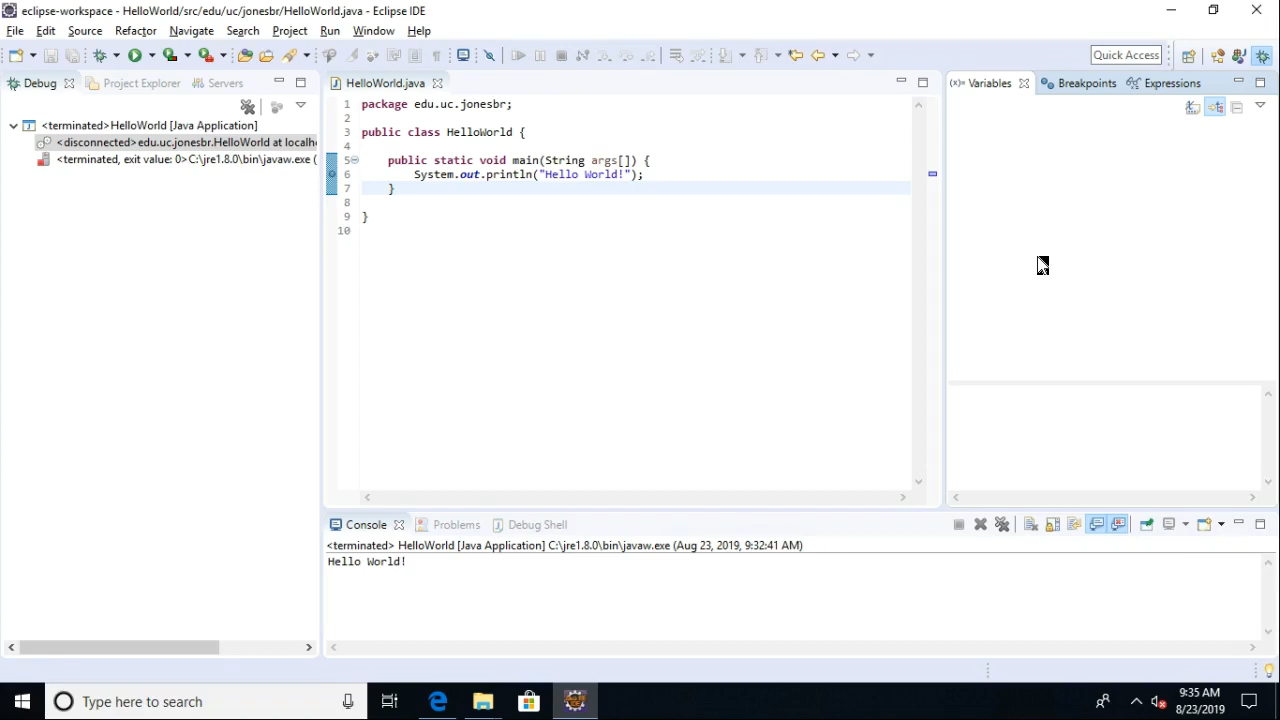 eclipse-workspace - HelloWorld/src/edu/uc/jonesbr/HelloWorld.java - Eclipse IDE
File Edit Source Refactor Navigate Search Project Run Window Help
Quick Access
Debug Project Explorer Servers
HelloWorld.java
(x)= Variables Breakpoints Expressions
<terminated>HelloWorld [Java Application]
<disconnected>edu.uc.jonesbr.HelloWorld at localh
<terminated, exit value: 0>C:\jre1.8.0\bin\javaw.exe (
1 package edu.uc.jonesbr;
2
3 public class HelloWorld {
4
5 public static void main(String args[]) {
6 System.out.println("Hello World!");
7 }
8
9 }
10
Console Problems Debug Shell
<terminated> HelloWorld [Java Application] C:\jre1.8.0\bin\javaw.exe (Aug 23, 2019, 9:32:41 AM)
Hello World!
Type here to search
9:35 AM
8/23/2019